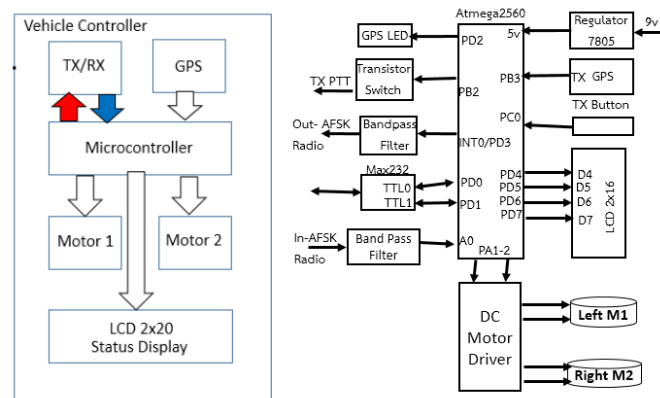 Vehicle Controller
TX/RX
GPS
Microcontroller
Motor 1
Motor 2
LCD 2x20
Status Display
Atmega2560
GPS LED
PD2
5v
Regulator
7805
9v
TX PTT
Transistor
Switch
PB2
PB3
TX GPS
TX Button
PC0
Out- AFSK
Radio
Bandpass
Filter
INT0/PD3
Max232
TTL0
TTL1
PD0
PD1
PD4
PD5
PD6
PD7
D4
D5
D6
D7
LCD 2x16
In-AFSK
Radio
Band Pass
Filter
A0
PA1-2
DC
Motor
Driver
Left M1
Right M2